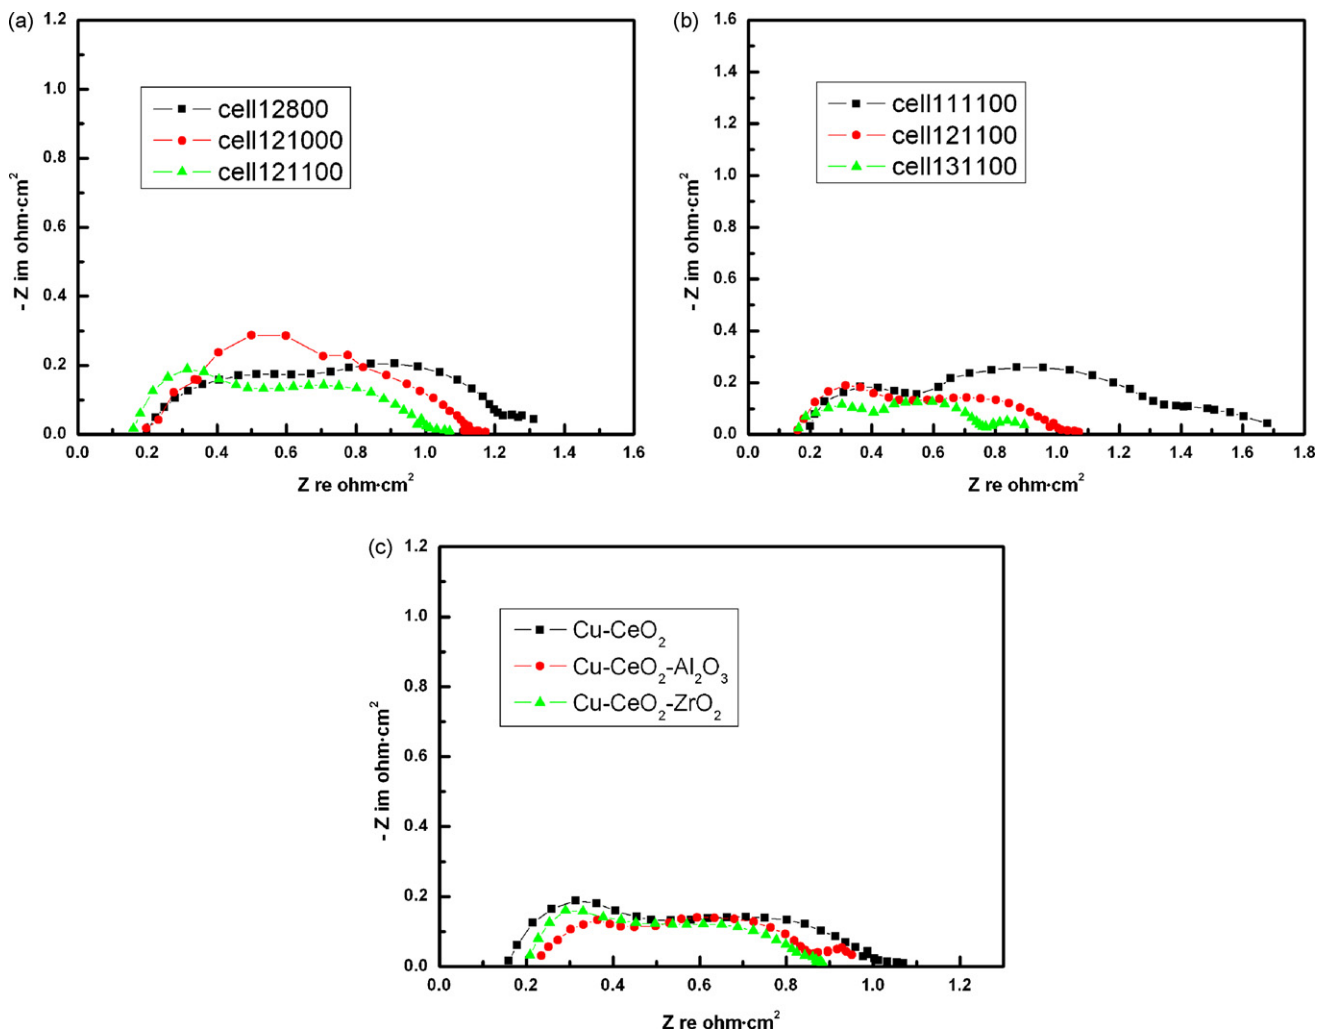 (a)
1.2
1.0
0.8
0.6
0.4
0.2
0.0
- Z im ohm·cm²
cell12800
cell121000
cell121100
0.0 0.2 0.4 0.6 0.8 1.0 1.2 1.4 1.6
Z re ohm·cm²
(b)
1.6
1.4
1.2
1.0
0.8
0.6
0.4
0.2
0.0
- Z im ohm·cm²
cell111100
cell121100
cell131100
0.0 0.2 0.4 0.6 0.8 1.0 1.2 1.4 1.6 1.8
Z re ohm·cm²
(c)
1.2
1.0
0.8
0.6
0.4
0.2
0.0
- Z im ohm·cm²
Cu-CeO₂
Cu-CeO₂-Al₂O₃
Cu-CeO₂-ZrO₂
0.0 0.2 0.4 0.6 0.8 1.0 1.2
Z re ohm·cm²